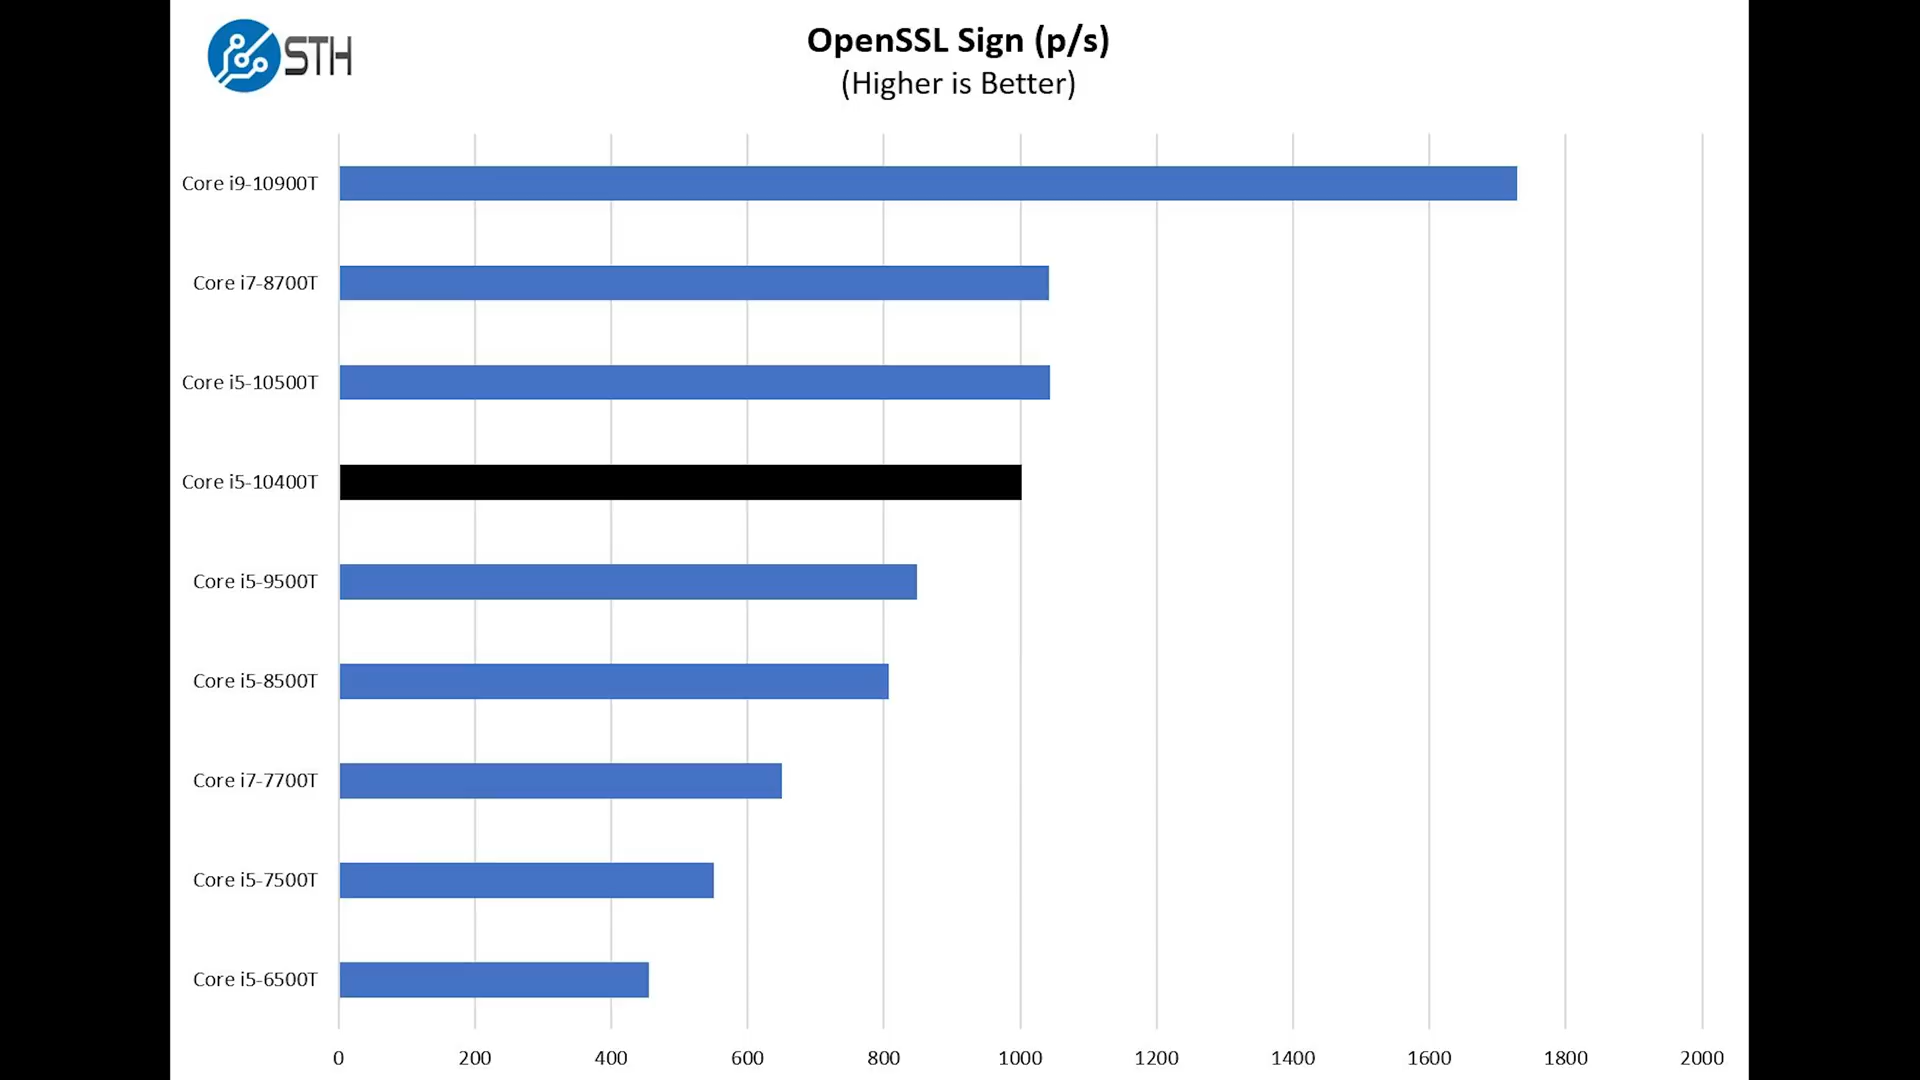 STH
OpenSSL Sign (p/s)
(Higher is Better)
Core i9-10900T
Core i7-8700T
Core i5-10500T
Core i5-10400T
Core i5-9500T
Core i5-8500T
Core i7-7700T
Core i5-7500T
Core i5-6500T
0 200 400 600 800 1000 1200 1400 1600 1800 2000